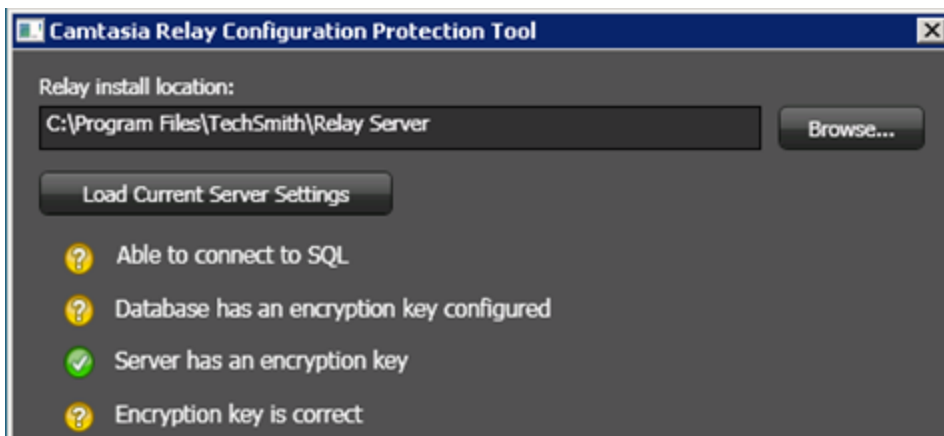 Camtasia Relay Configuration Protection Tool
Relay install location:
C:\Program Files\TechSmith\Relay Server
Browse...
Load Current Server Settings
Able to connect to SQL
Database has an encryption key configured
Server has an encryption key
Encryption key is correct